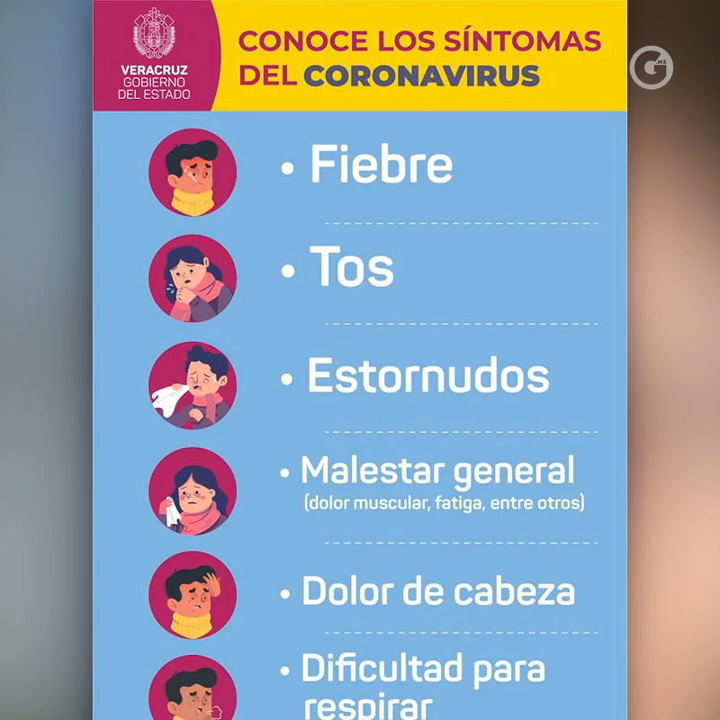 VERACRUZ
GOBIERNO
DEL ESTADO
CONOCE LOS SÍNTOMAS
DEL CORONAVIRUS
G.MX
• Fiebre
• Tos
• Estornudos
• Malestar general
(dolor muscular, fatiga, entre otros)
• Dolor de cabeza
• Dificultad para
respirar